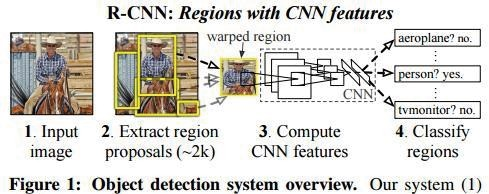 R-CNN: Regions with CNN features
warped region
aeroplane? no.
person? yes.
tvmonitor? no.
CNN
1. Input image
2. Extract region proposals (~2k)
3. Compute CNN features
4. Classify regions
Figure 1: Object detection system overview. Our system (1)